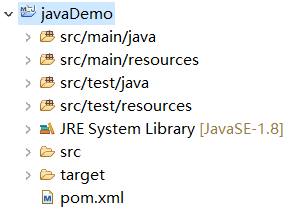 javaDemo
src/main/java
src/main/resources
src/test/java
src/test/resources
JRE System Library [JavaSE-1.8]
src
target
pom.xml